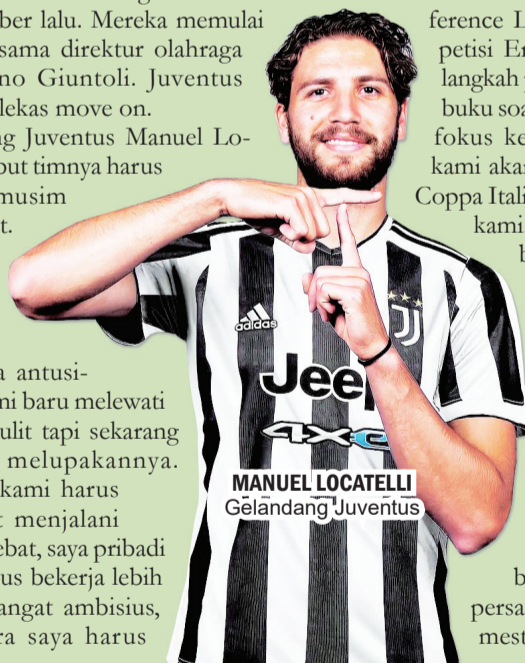 ber lalu. Mereka memulai
sama direktur olahraga
no Giuntoli. Juventus
lekas move on.
ng Juventus Manuel Lo-
but timnya harus
musim
t.
a antusi-
ni baru melewati
ulit tapi sekarang
melupakannya.
kami harus
t menjalani
ebat, saya pribadi
us bekerja lebih
angat ambisius,
ra saya harus
adidas
Jeep
4xe
MANUEL LOCATELLI
Gelandang Juventus
ference
petisi
langkah
buku
fokus ke
kami aka
Coppa Itali
kami
b
b
persa
mest